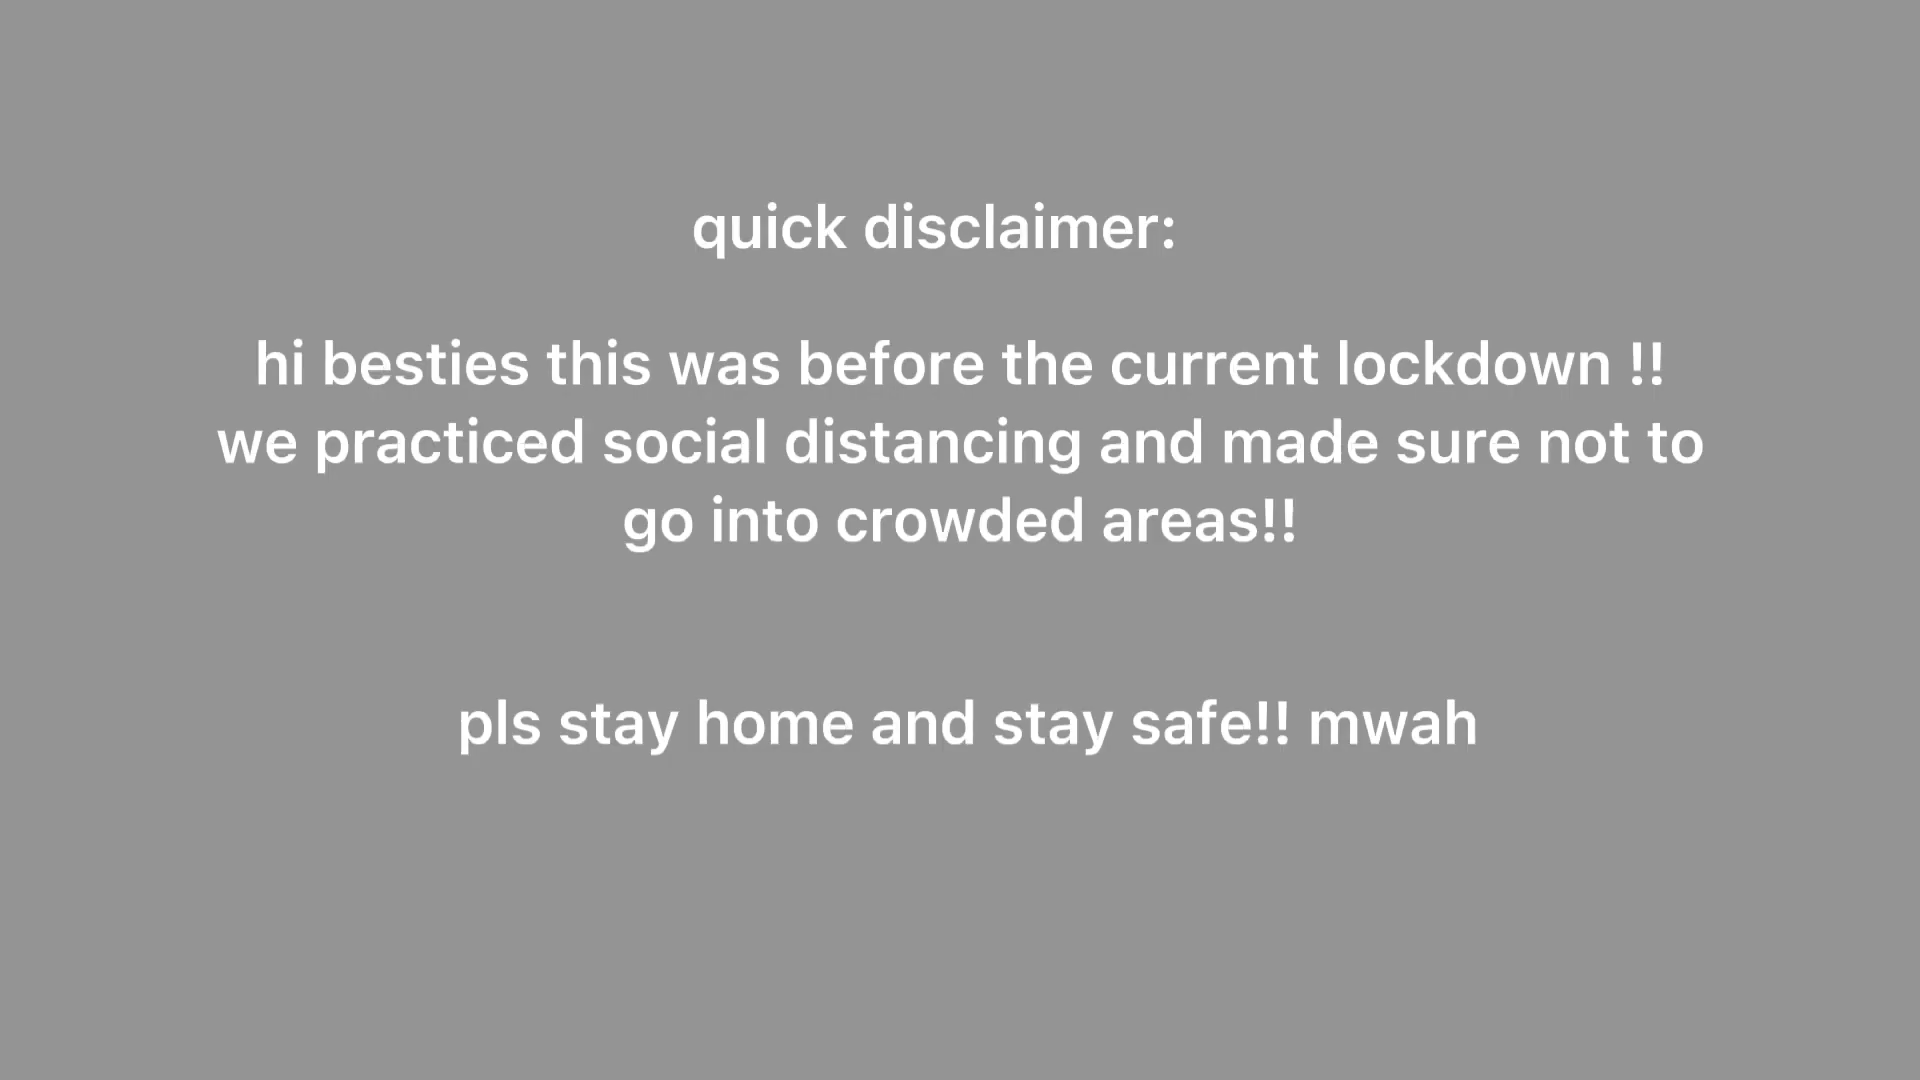 quick disclaimer:
hi besties this was before the current lockdown !!
we practiced social distancing and made sure not to
go into crowded areas!!
pls stay home and stay safe!! mwah